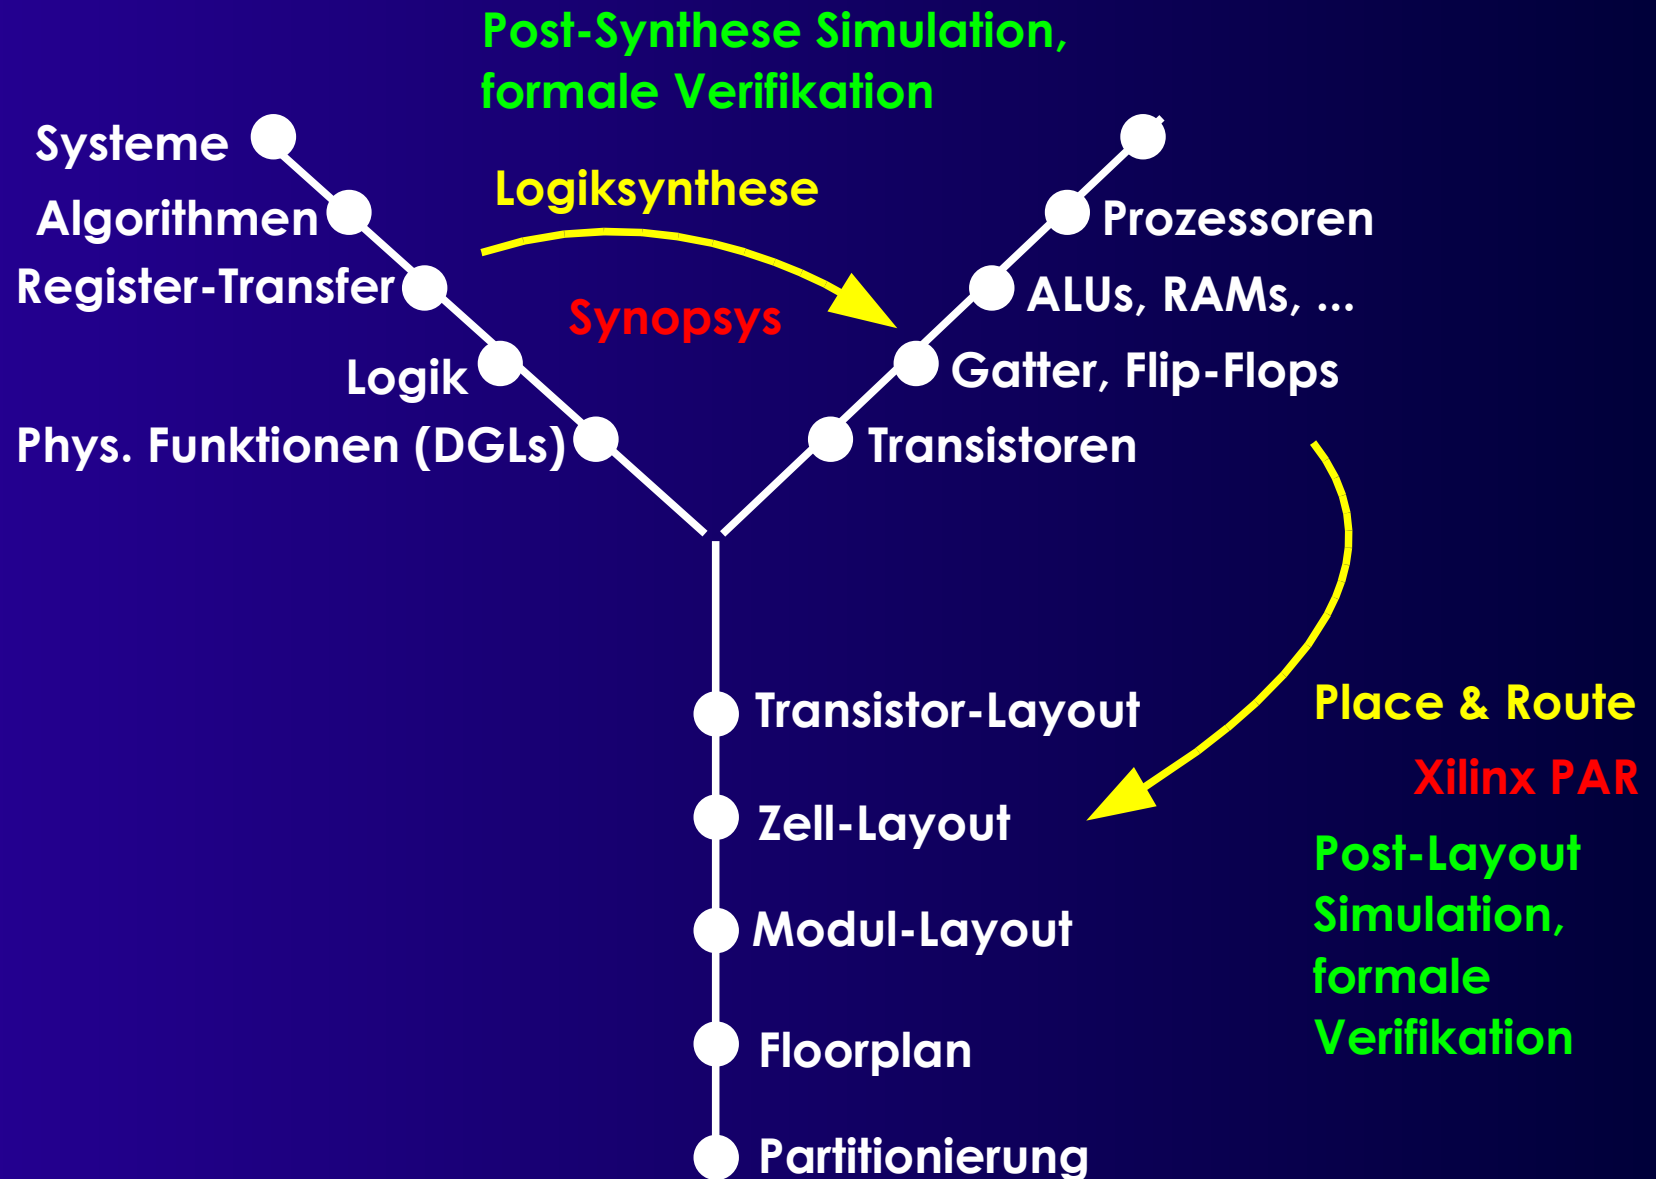 Post-Synthese Simulation,
formale Verifikation
Systeme
Algorithmen
Register-Transfer
Logik
Phys. Funktionen (DGLs)
Logiksynthese
Synopsys
Prozessoren
ALUs, RAMs, ...
Gatter, Flip-Flops
Transistoren
Transistor-Layout
Zell-Layout
Modul-Layout
Floorplan
Partitionierung
Place & Route
Xilinx PAR
Post-Layout
Simulation,
formale
Verifikation